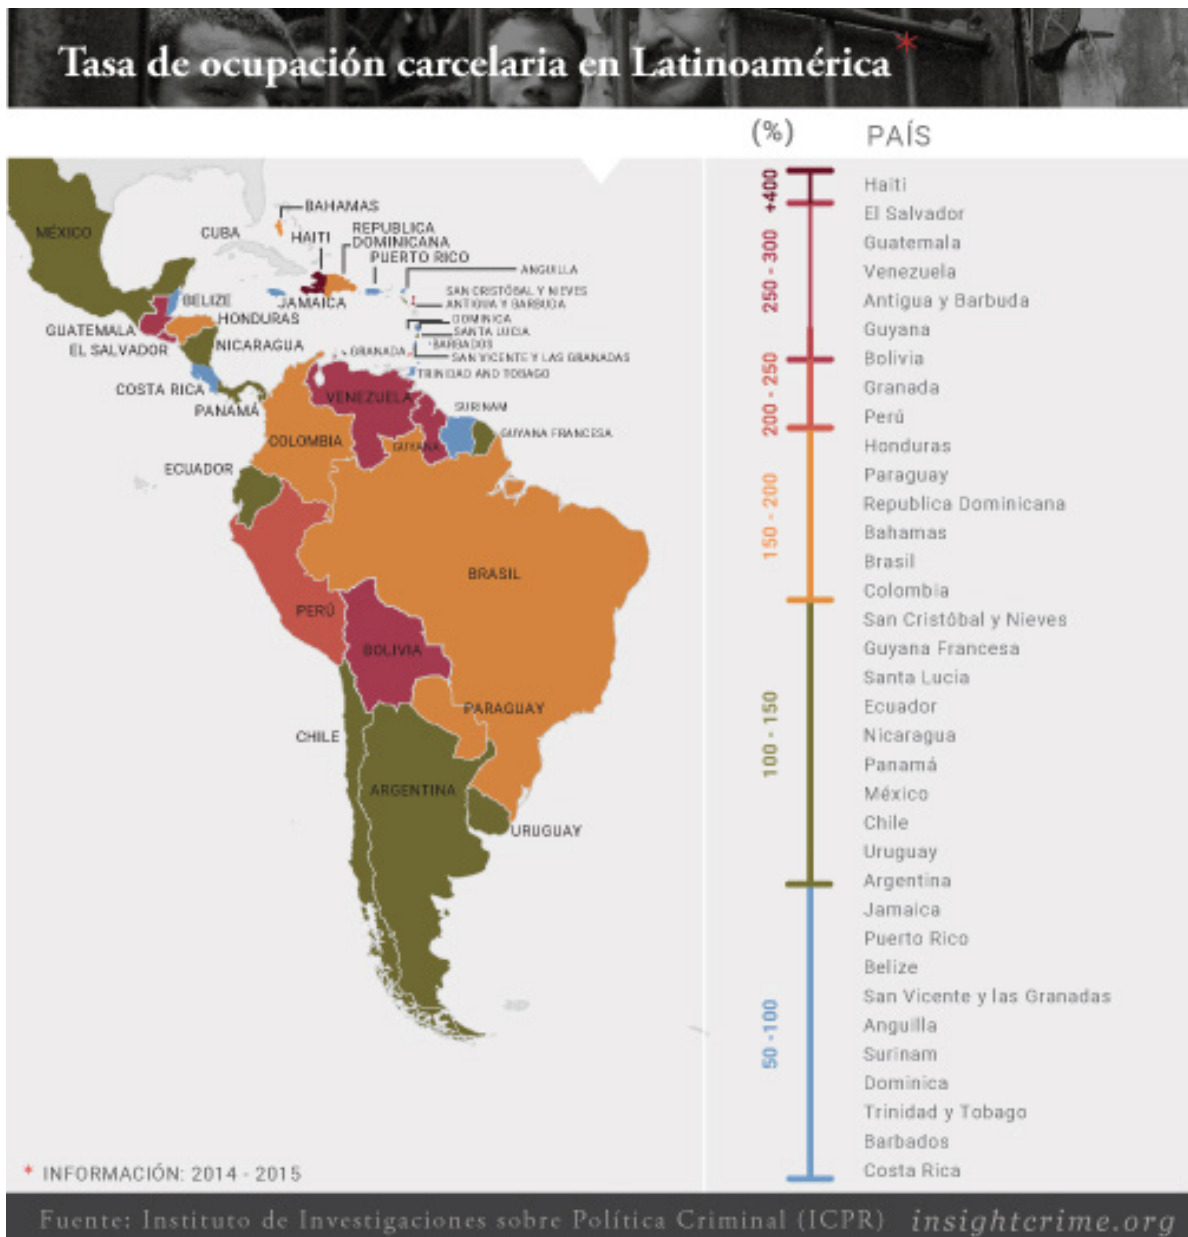 Tasa de ocupación carcelaria en Latinoamérica*
(%) PAÍS
+400
250 - 300
200 - 250
150 - 200
100 - 150
50 -100
Haiti
El Salvador
Guatemala
Venezuela
Antigua y Barbuda
Guyana
Bolivia
Granada
Perú
Honduras
Paraguay
Republica Dominicana
Bahamas
Brasil
Colombia
San Cristóbal y Nieves
Guyana Francesa
Santa Lucia
Ecuador
Nicaragua
Panamá
México
Chile
Uruguay
Argentina
Jamaica
Puerto Rico
Belize
San Vicente y las Granadas
Anguilla
Surinam
Dominica
Trinidad y Tobago
Barbados
Costa Rica
MÉXICO
CUBA
BAHAMAS
HAITI
REPUBLICA
DOMINICANA
PUERTO RICO
ANGUILLA
SAN CRISTÓBAL Y NIEVES
ANTIGUA Y BARBUDA
DOMINICA
SANTA LUCIA
BARBADOS
SAN VICENTE Y LAS GRANADAS
GRANADA
TRINIDAD AND TOBAGO
BELIZE
JAMAICA
GUATEMALA
HONDURAS
EL SALVADOR
NICARAGUA
COSTA RICA
PANAMÁ
VENEZUELA
SURINAM
GUYANA FRANCESA
GUYANA
COLOMBIA
ECUADOR
BRASIL
PERÚ
BOLIVIA
PARAGUAY
CHILE
ARGENTINA
URUGUAY
* INFORMACIÓN: 2014 - 2015
Fuente: Instituto de Investigaciones sobre Política Criminal (ICPR) insightcrime.org